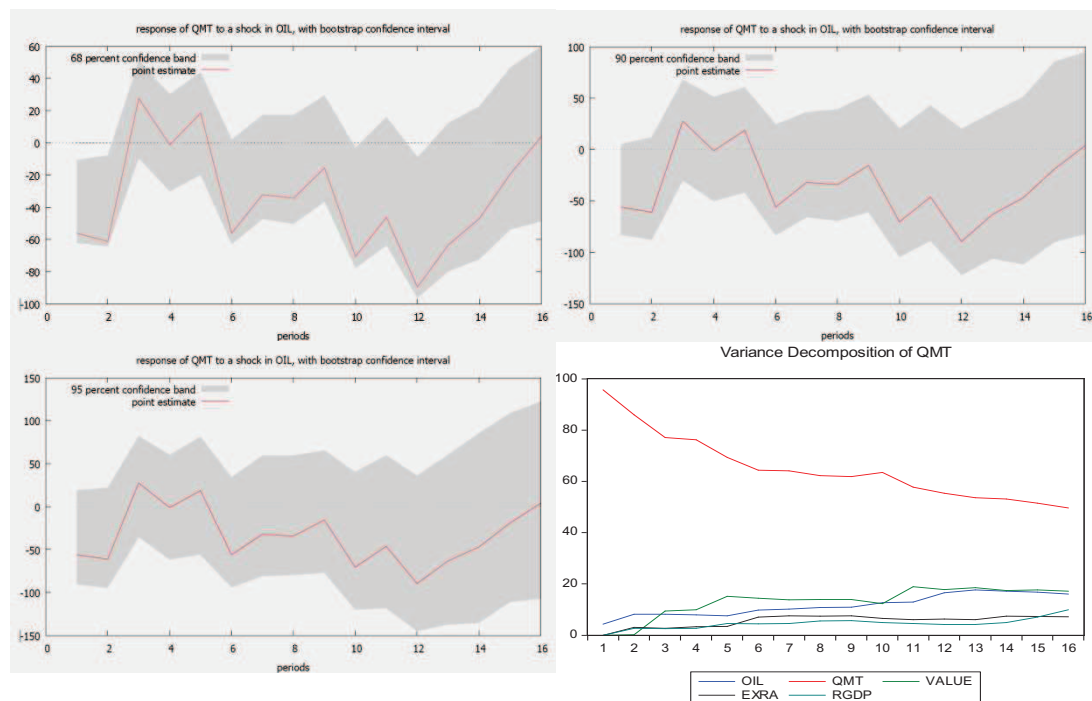 response of QMT to a shock in OIL, with bootstrap confidence interval
68 percent confidence band
point estimate
60
40
20
0
-20
-40
-60
-80
-100
0 2 4 6 8 10 12 14 16
periods
response of QMT to a shock in OIL, with bootstrap confidence interval
90 percent confidence band
point estimate
100
50
0
-50
-100
-150
0 2 4 6 8 10 12 14 16
periods
response of QMT to a shock in OIL, with bootstrap confidence interval
95 percent confidence band
point estimate
150
100
50
0
-50
-100
-150
0 2 4 6 8 10 12 14 16
periods
Variance Decomposition of QMT
100
80
60
40
20
0
1 2 3 4 5 6 7 8 9 10 11 12 13 14 15 16
OIL QMT VALUE
EXRA RGDP